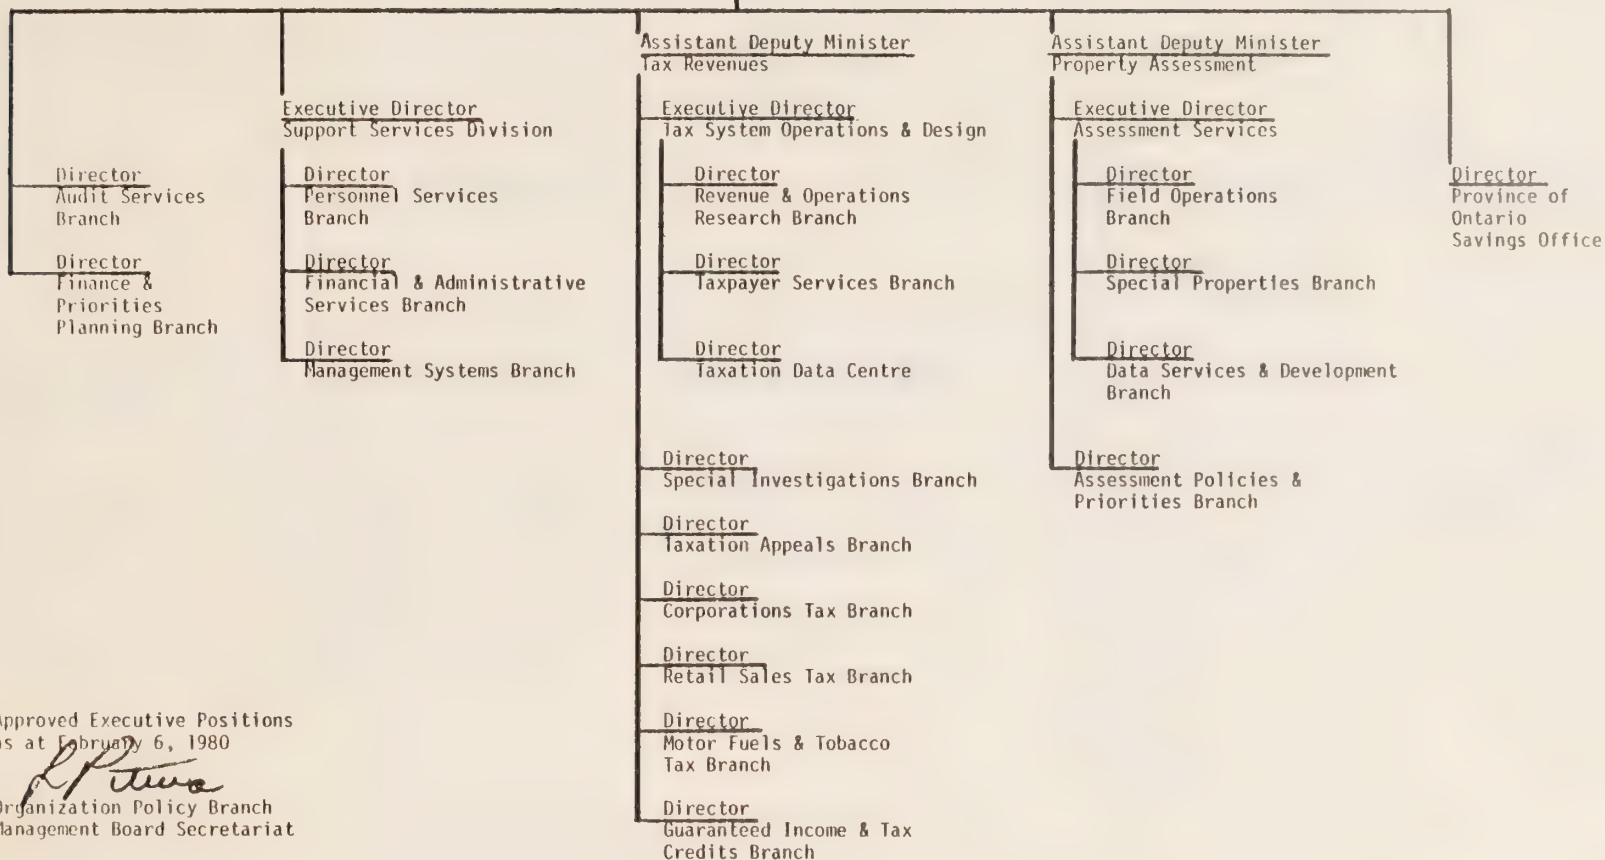 Director
Audit Services
Branch
Director
Finance &
Priorities
Planning Branch
Executive Director
Support Services Division
Director
Personnel Services
Branch
Director
Financial & Administrative
Services Branch
Director
Management Systems Branch
Assistant Deputy Minister
Tax Revenues
Executive Director
Tax System Operations & Design
Director
Revenue & Operations
Research Branch
Director
Taxpayer Services Branch
Director
Taxation Data Centre
Director
Special Investigations Branch
Director
Taxation Appeals Branch
Director
Corporations Tax Branch
Director
Retail Sales Tax Branch
Director
Motor Fuels & Tobacco
Tax Branch
Director
Guaranteed Income & Tax
Credits Branch
Assistant Deputy Minister
Property Assessment
Executive Director
Assessment Services
Director
Field Operations
Branch
Director
Special Properties Branch
Director
Data Services & Development
Branch
Director
Assessment Policies &
Priorities Branch
Director
Province of
Ontario
Savings Office
Approved Executive Positions
as at February 6, 1980
Organization Policy Branch
Management Board Secretariat